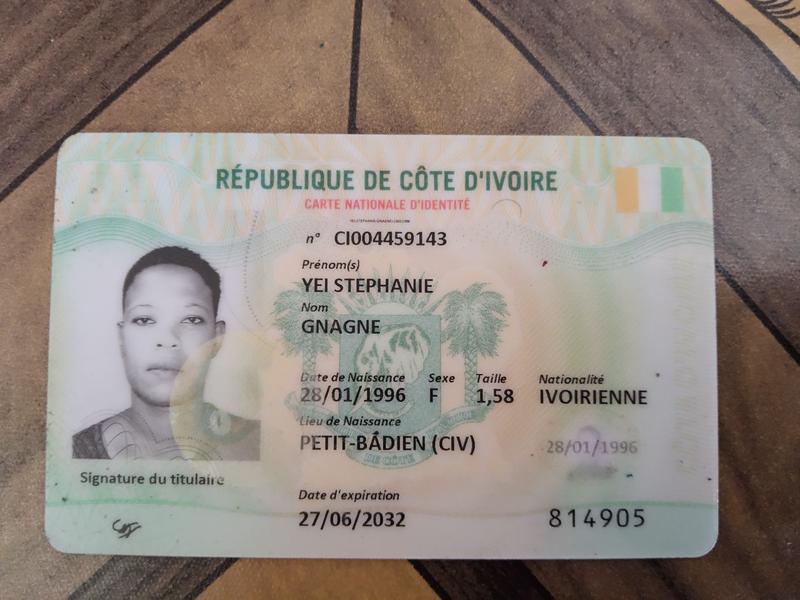 RÉPUBLIQUE DE CÔTE D'IVOIRE
CARTE NATIONALE D'IDENTITÉ
n° CI004459143
Prénom(s)
YEI STEPHANIE
Nom
GNAGNE
Date de Naissance Sexe Taille Nationalité
28/01/1996 F 1,58 IVOIRIENNE
Lieu de Naissance
PETIT-BÂDIEN (CIV)
28/01/1996
Signature du titulaire
Date d'expiration
27/06/2032
814905